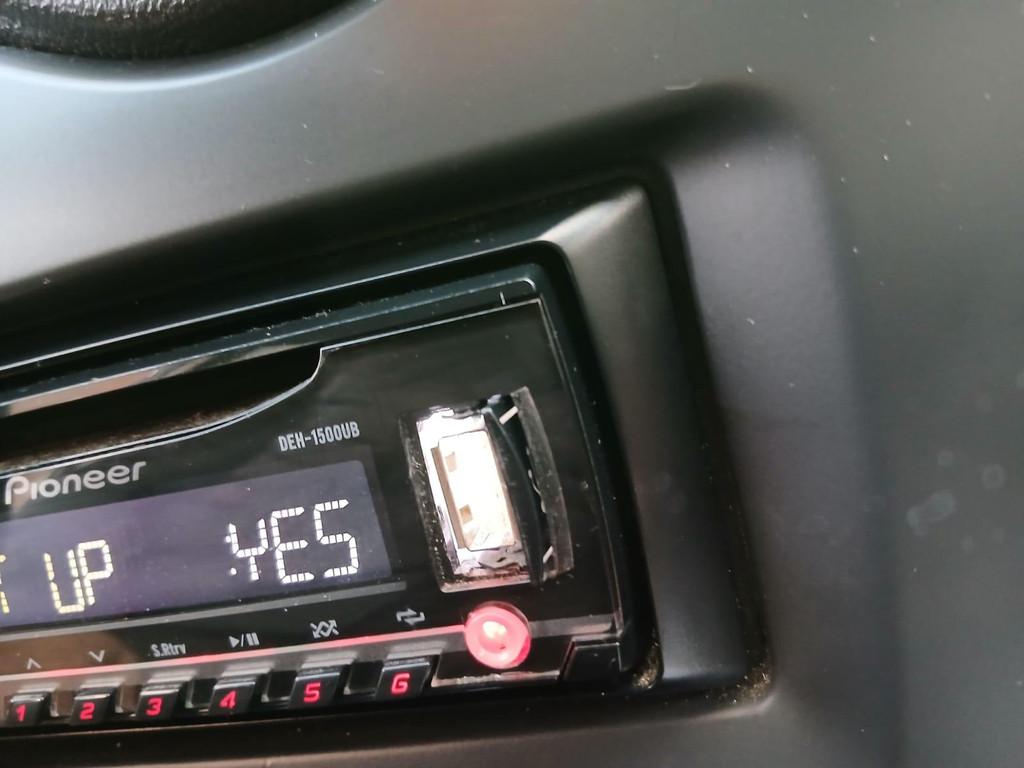 DEH-1500UB
Pioneer
UP :YES
S.Rtrv
1 2 3 4 5 6